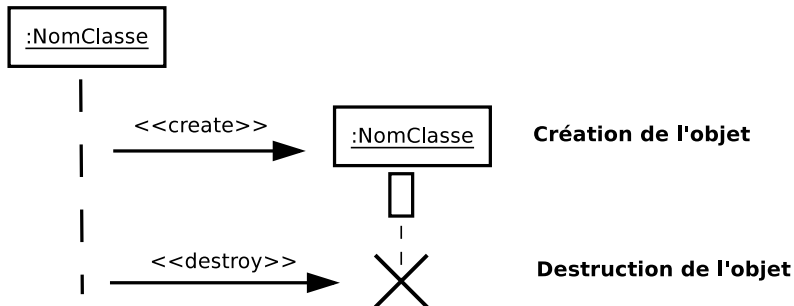 :NomClasse
<<create>>
:NomClasse
Création de l'objet
<<destroy>>
Destruction de l'objet